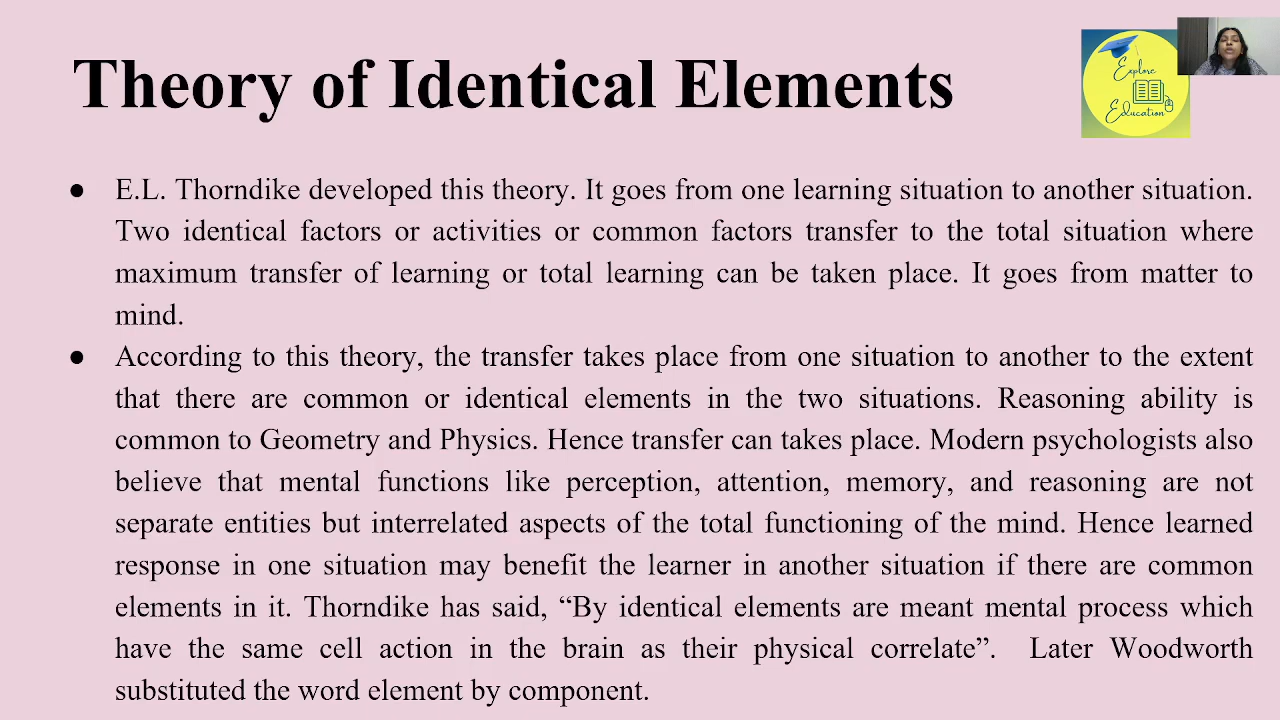 Theory of Identical Elements
Explore
Education
● E.L. Thorndike developed this theory. It goes from one learning situation to another situation.
Two identical factors or activities or common factors transfer to the total situation where
maximum transfer of learning or total learning can be taken place. It goes from matter to
mind.
● According to this theory, the transfer takes place from one situation to another to the extent
that there are common or identical elements in the two situations. Reasoning ability is
common to Geometry and Physics. Hence transfer can takes place. Modern psychologists also
believe that mental functions like perception, attention, memory, and reasoning are not
separate entities but interrelated aspects of the total functioning of the mind. Hence learned
response in one situation may benefit the learner in another situation if there are common
elements in it. Thorndike has said, “By identical elements are meant mental process which
have the same cell action in the brain as their physical correlate”. Later Woodworth
substituted the word element by component.